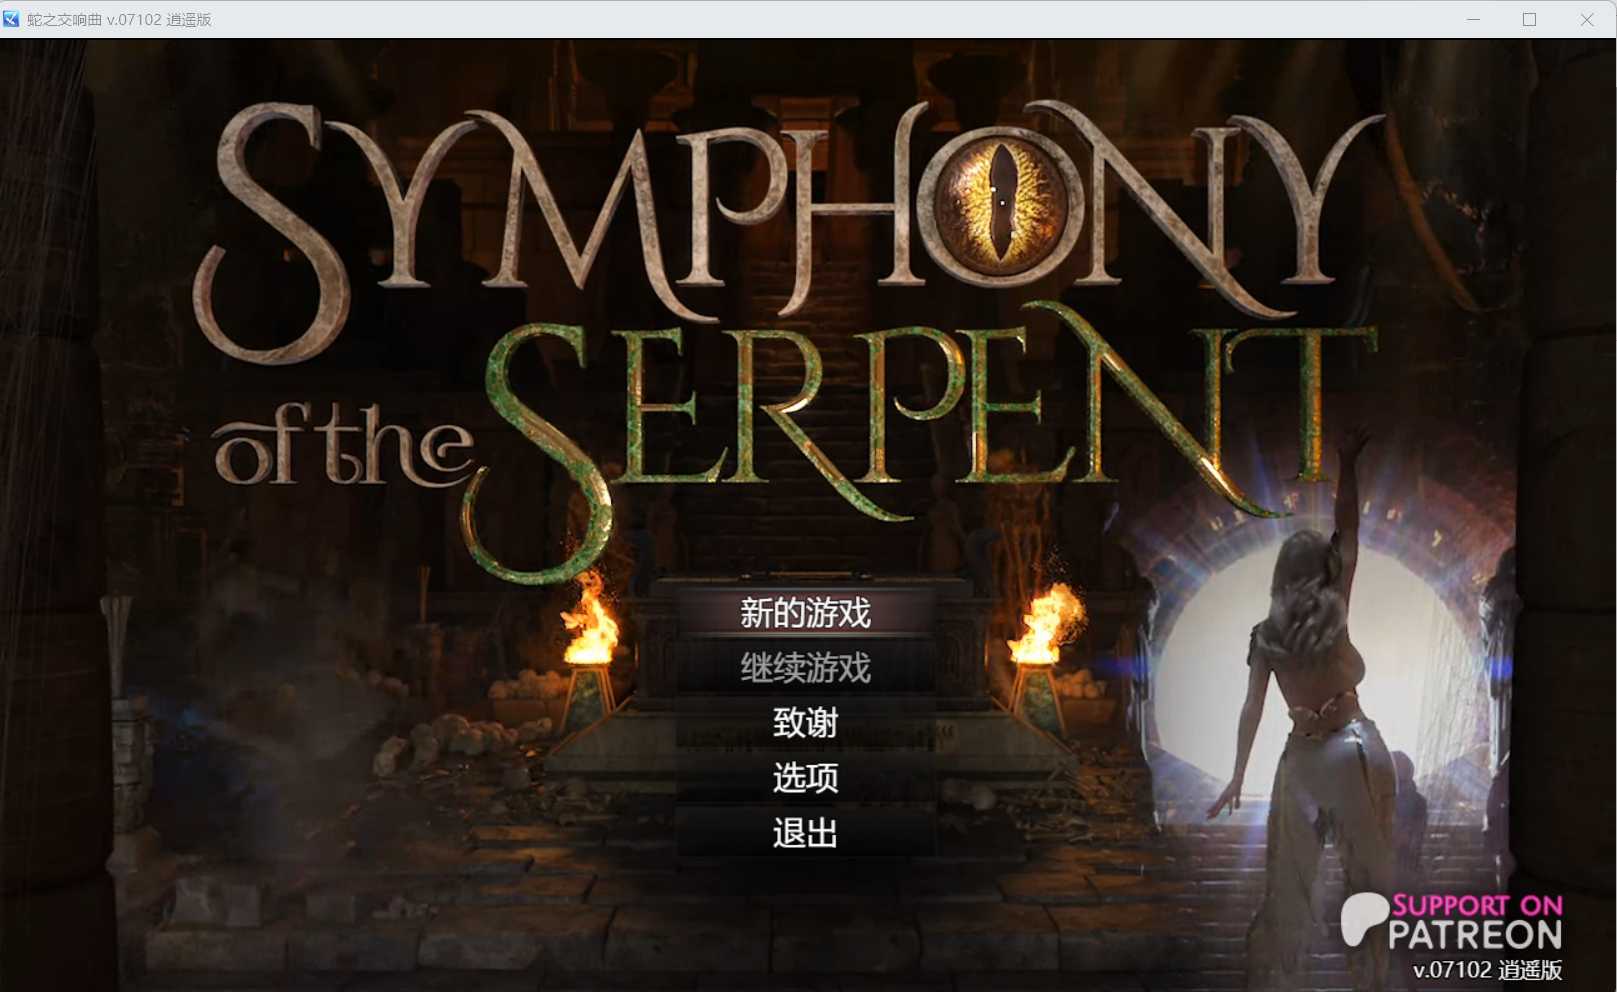 蛇之交响曲 v.07102 逍遥版
SYMPHONY
of the SERPENT
新的游戏
继续游戏
致谢
选项
退出
SUPPORT ON
PATREON
v.07102 逍遥版